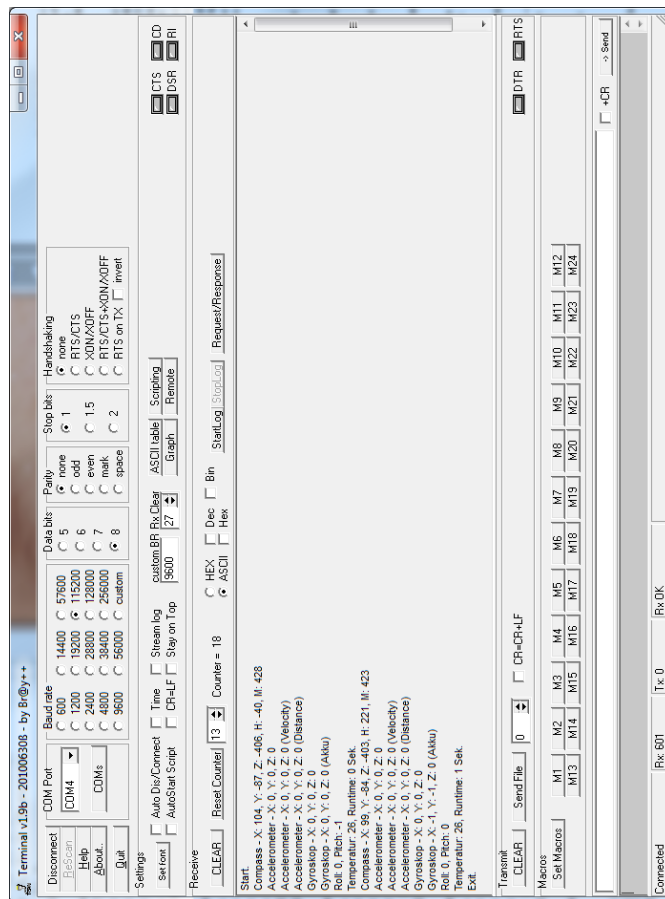 Terminal v1.9b - 20100630ß - by Br@y++
Disconnect
ReScan
Help
About..
Quit
COM Port
COM4
COMs
Baud rate
600 14400 57600
1200 19200 115200
2400 28800 128000
4800 38400 256000
9600 56000 custom
Data bits
5
6
7
8
Parity
none
odd
even
mark
space
Stop bits
1
1.5
2
Handshaking
none
RTS/CTS
XON/XOFF
RTS/CTS+XON/XOFF
RTS on TX invert
Settings
Set font
Auto Dis/Connect Time Stream log
AutoStart Script CR=LF Stay on Top
custom BR Rx Clear
9600 27
ASCII table Scripting
Graph Remote
CTS CD
DSR RI
Receive
CLEAR Reset Counter 13 Counter = 18
HEX
ASCII
Dec Bin
Hex
StartLog StopLog Request/Response
Start.
Compass - X: 104, Y: -87, Z: -406, H: -40, M: 428
Accelerometer - X: 0, Y: 0, Z: 0
Accelerometer - X: 0, Y: 0, Z: 0 (Velocity)
Accelerometer - X: 0, Y: 0, Z: 0 (Distance)
Gyroskop - X: 0, Y: 0, Z: 0
Gyroskop - X: 0, Y: 0, Z: 0 (Akku)
Roll: 0, Pitch: -1
Temperatur: 26, Runtime: 0 Sek.
Compass - X: 99, Y: -84, Z: -403, H: 221, M: 423
Accelerometer - X: 0, Y: 0, Z: 0
Accelerometer - X: 0, Y: 0, Z: 0 (Velocity)
Accelerometer - X: 0, Y: 0, Z: 0 (Distance)
Gyroskop - X: 0, Y: 0, Z: 0
Gyroskop - X: -1, Y: -1, Z: 0 (Akku)
Roll: 0, Pitch: 0
Temperatur: 26, Runtime: 1 Sek.
Exit.
Transmit
CLEAR Send File 0 CR=CR+LF
DTR RTS
Macros
Set Macros
M1 M2 M3 M4 M5 M6 M7 M8 M9 M10 M11 M12
M13 M14 M15 M16 M17 M18 M19 M20 M21 M22 M23 M24
+CR -> Send
Connected Rx: 601 Tx: 0 Rx OK